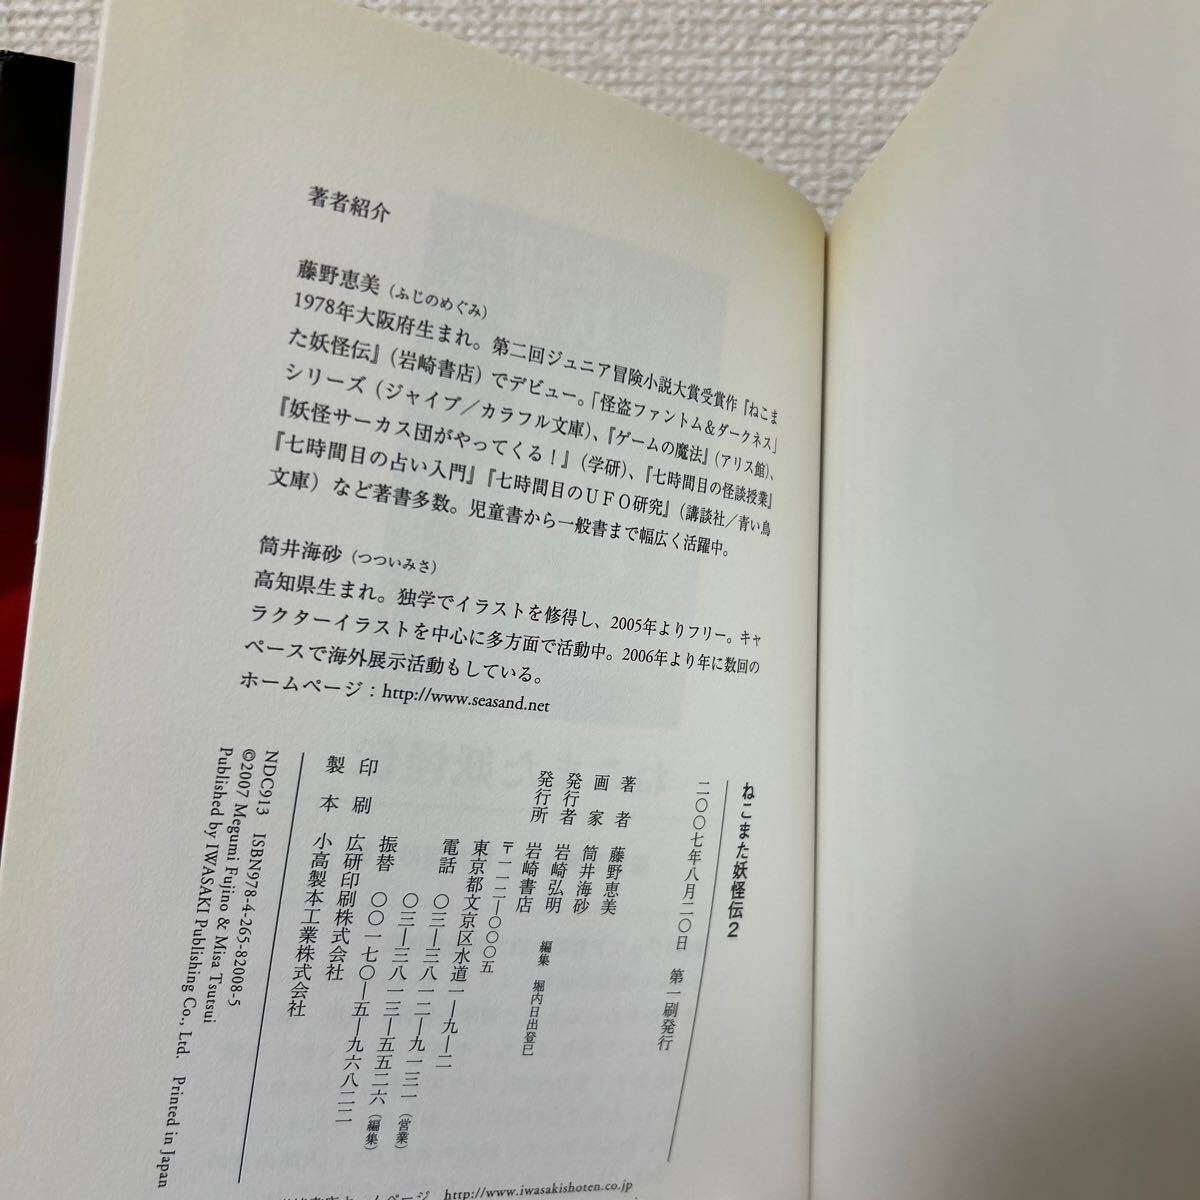 著者紹介
藤野恵美（ふじのめぐみ）
1978年大阪府生まれ。第二回ジュニア冒険小説大賞受賞作『ねこま
た妖怪伝』（岩崎書店）でデビュー。「怪盗ファントム＆ダークネス」
シリーズ（ジャイブ／カラフル文庫）、『ゲームの魔法』（アリス館）、
『妖怪サーカス団がやってくる！』（学研）、『七時間目の怪談授業』
『七時間目の占い入門』『七時間目のＵＦＯ研究』（講談社／青い鳥
文庫）など著書多数。児童書から一般書まで幅広く活躍中。
筒井海砂（つついみさ）
高知県生まれ。独学でイラストを修得し、2005年よりフリー。キャ
ラクターイラストを中心に多方面で活動中。2006年より年に数回の
ペースで海外展示活動もしている。
ホームページ：http://www.seasand.net
ねこまた妖怪伝2
二〇〇七年八月二〇日　第一刷発行
著　者　藤野恵美
画　家　筒井海砂
発行者　岩崎弘明
発行所　岩崎書店　編集　堀内日出登巳
〒一一二―〇〇〇五
東京都文京区水道一―九―二
電話　〇三―三八一二―九一三一（営業）
〇三―三八一三―五五二六（編集）
振替　〇〇一七〇―五―九六八二二
印　刷　広研印刷株式会社
製　本　小高製本工業株式会社
NDC913　ISBN978-4-265-82008-5
©2007 Megumi Fujino & Misa Tsutsui
Published by IWASAKI Publishing Co., Ltd.　Printed in Japan
岩崎書店ホームページ　http://www.iwasakishoten.co.jp